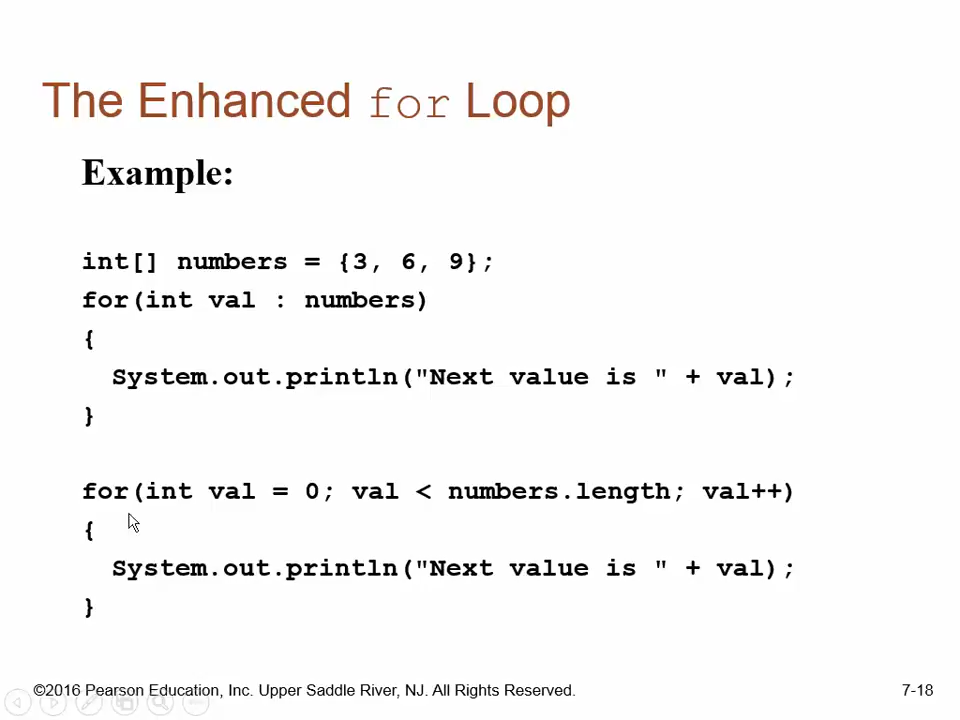 The Enhanced for Loop
Example:
int[] numbers = {3, 6, 9};
for(int val : numbers)
{
System.out.println("Next value is " + val);
}
for(int val = 0; val < numbers.length; val++)
{
System.out.println("Next value is " + val);
}
©2016 Pearson Education, Inc. Upper Saddle River, NJ. All Rights Reserved.
7-18